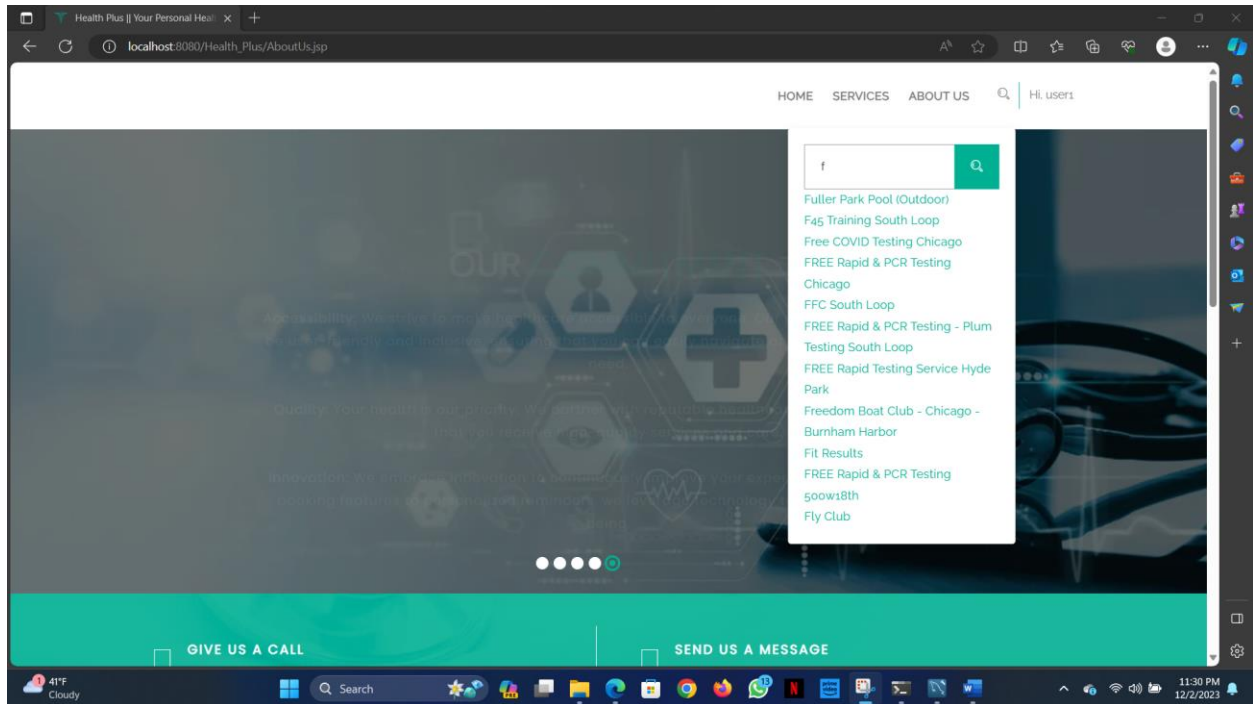 Health Plus || Your Personal Heal
localhost:8080/Health_Plus/AboutUs.jsp
HOME SERVICES ABOUT US Hi, user1
f
Fuller Park Pool (Outdoor)
F45 Training South Loop
Free COVID Testing Chicago
FREE Rapid & PCR Testing
Chicago
FFC South Loop
FREE Rapid & PCR Testing - Plum
Testing South Loop
FREE Rapid Testing Service Hyde
Park
Freedom Boat Club - Chicago -
Burnham Harbor
Fit Results
FREE Rapid & PCR Testing
500w18th
Fly Club
OUR
GIVE US A CALL
SEND US A MESSAGE
1
41°F
Cloudy
Search
13
11:30 PM
12/2/2023